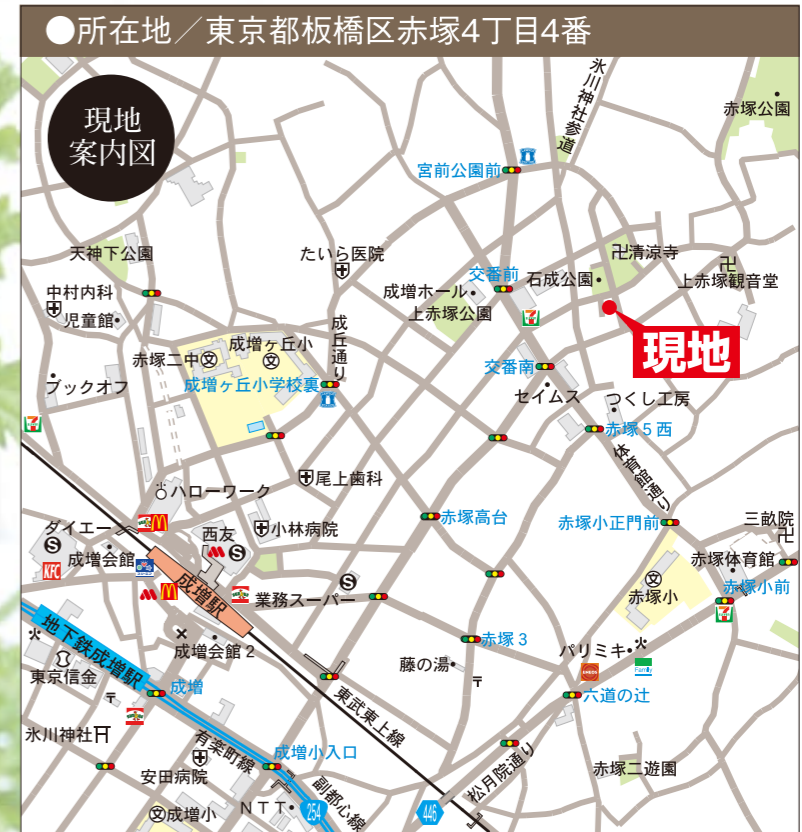 ●所在地／東京都板橋区赤塚4丁目4番
現地
案内図
氷川神社参道
赤塚公園
宮前公園前
天神下公園
たいら医院
卍清涼寺
卍
上赤塚観音堂
中村内科
児童館
交番前
石成公園
成増ホール
上赤塚公園
現地
成丘通り
成増ヶ丘小
赤塚二中文
文
成増ヶ丘小学校裏
交番南
セイムス
つくし工房
ブックオフ
赤塚5西
体育館通り
尾上歯科
ハローワーク
赤塚高台
赤塚小正門前
三畝院
卍
ダイエー
S
西友
S
小林病院
成増会館
KFC
成増駅
S
業務スーパー
赤塚体育館
赤塚小前
文
赤塚小
地下鉄成増駅
成増会館2
赤塚3
パリミキ
Family
東京信金
藤の湯
〒
〒
成増
東武東上線
六道の辻
氷川神社
有楽町線
成増小入口
安田病院
松月院通り
赤塚二遊園
文成増小
NTT
254
副都心線
446